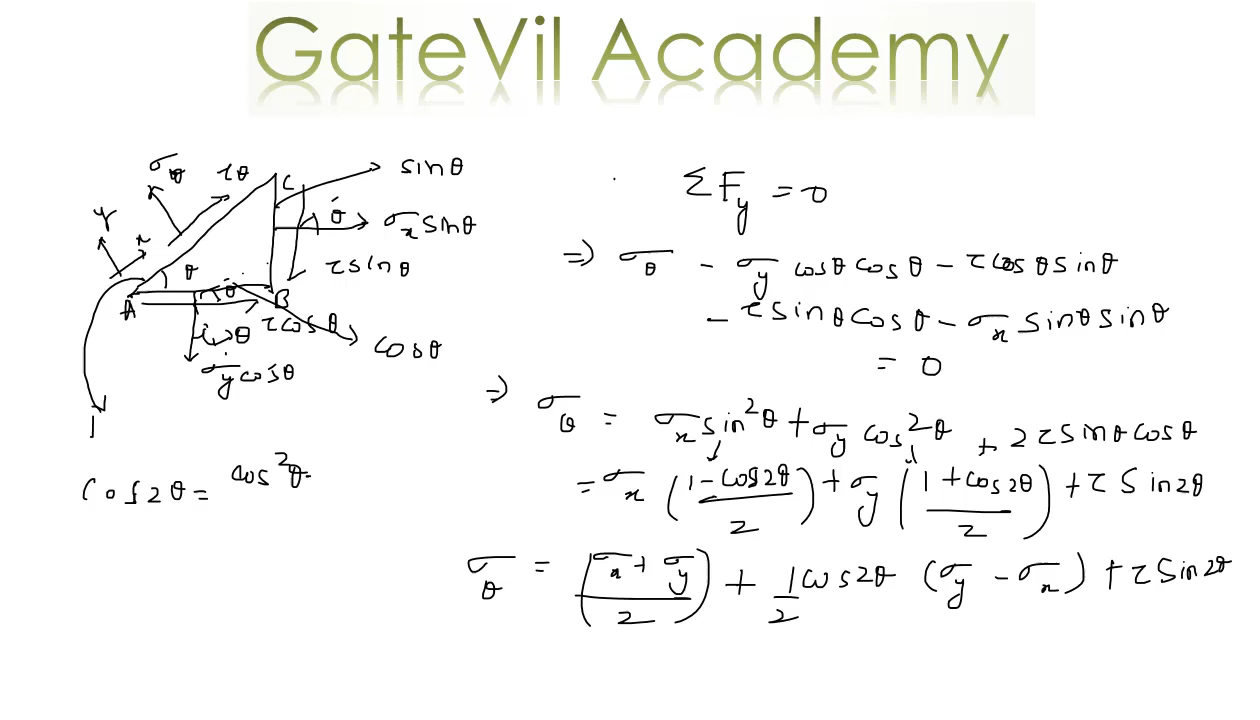 GateVil Academy
σθ
τθ
C
sinθ
θ
σx sinθ
y
x
τ sinθ
θ
θ
A
B
θ
τ cosθ
cosθ
σy cosθ
1
cos2θ = cos²θ
ΣFy = 0
⇒ σθ - σy cosθ cosθ - τ cosθ sinθ
- τ sinθ cosθ - σx sinθ sinθ
= 0
⇒ σθ = σx sin²θ + σy cos²θ + 2τ sinθ cosθ
= σx ((1 - cos2θ)/2) + σy ((1 + cos2θ)/2) + τ sin2θ
σθ = ((σx + σy)/2) + 1/2 cos2θ (σy - σx) + τ sin2θ